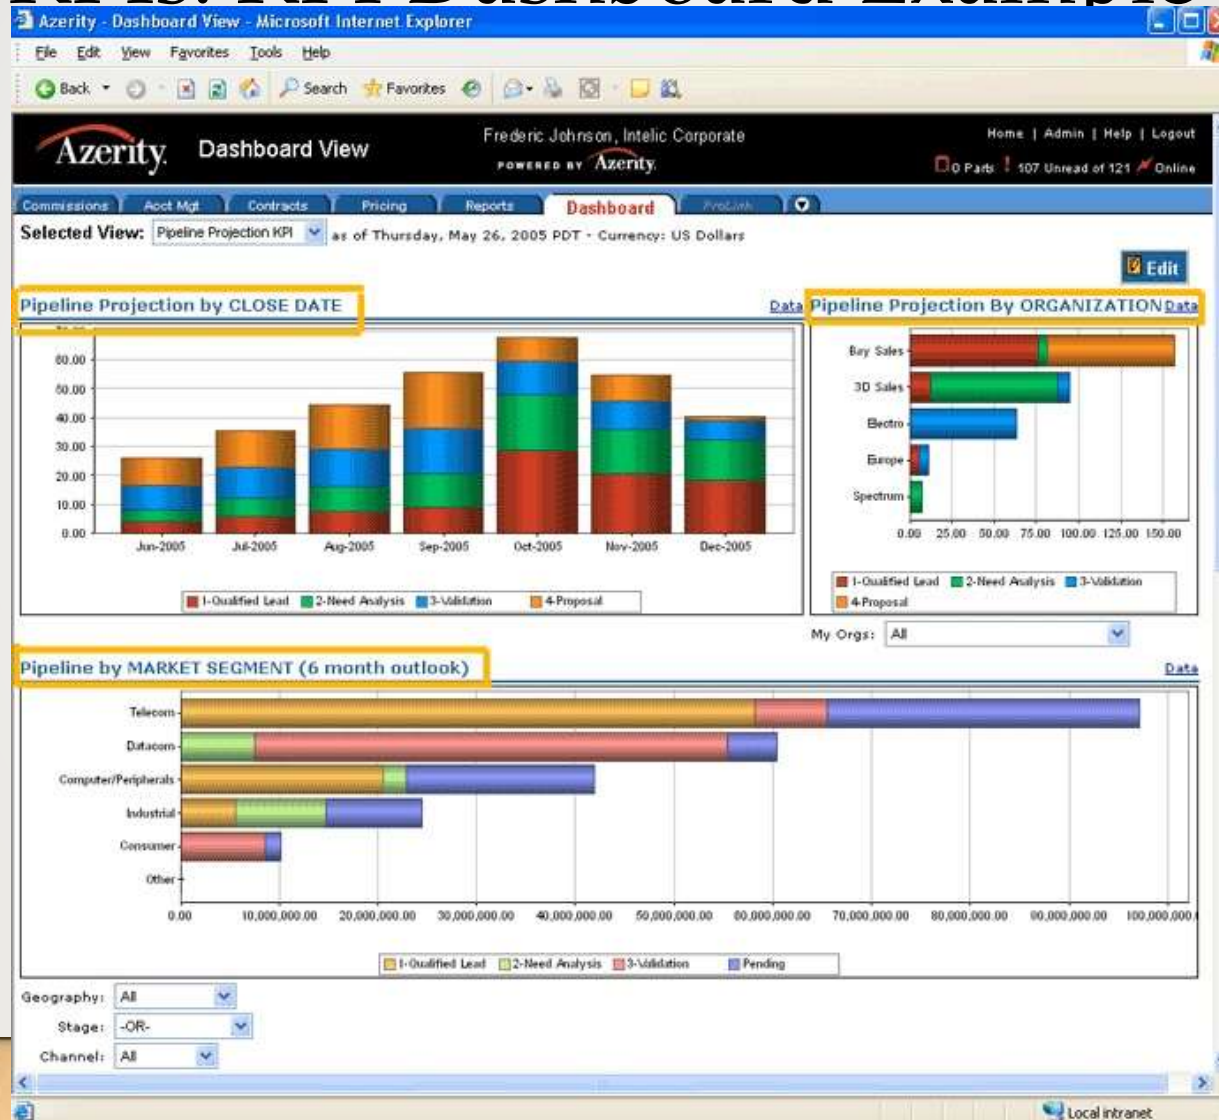 KPIs: KPI Dashboard Example
Azerity - Dashboard View - Microsoft Internet Explorer
File Edit View Favorites Tools Help
Back Search Favorites
Azerity. Dashboard View
Frederic Johnson, Intelic Corporate
POWERED BY Azerity.
Home | Admin | Help | Logout
0 Parts ! 107 Unread of 121 Online
Commissions Acct Mgt Contracts Pricing Reports Dashboard ProLink
Selected View: Pipeline Projection KPI as of Thursday, May 26, 2005 PDT - Currency: US Dollars
Edit
Pipeline Projection by CLOSE DATE Data
60.00
50.00
40.00
30.00
20.00
10.00
0.00
Jun-2005 Jul-2005 Aug-2005 Sep-2005 Oct-2005 Nov-2005 Dec-2005
1-Qualified Lead 2-Need Analysis 3-Validation 4-Proposal
Pipeline Projection By ORGANIZATION Data
Bay Sales
3D Sales
Electro
Europe
Spectrum
0.00 25.00 50.00 75.00 100.00 125.00 150.00
1-Qualified Lead 2-Need Analysis 3-Validation
4-Proposal
My Orgs: All
Pipeline by MARKET SEGMENT (6 month outlook) Data
Telecom
Datacom
Computer/Peripherals
Industrial
Consumer
Other
0.00 10,000,000.00 20,000,000.00 30,000,000.00 40,000,000.00 50,000,000.00 60,000,000.00 70,000,000.00 80,000,000.00 90,000,000.00 100,000,000.
1-Qualified Lead 2-Need Analysis 3-Validation Pending
Geography: All
Stage: -OR-
Channel: All
Local intranet